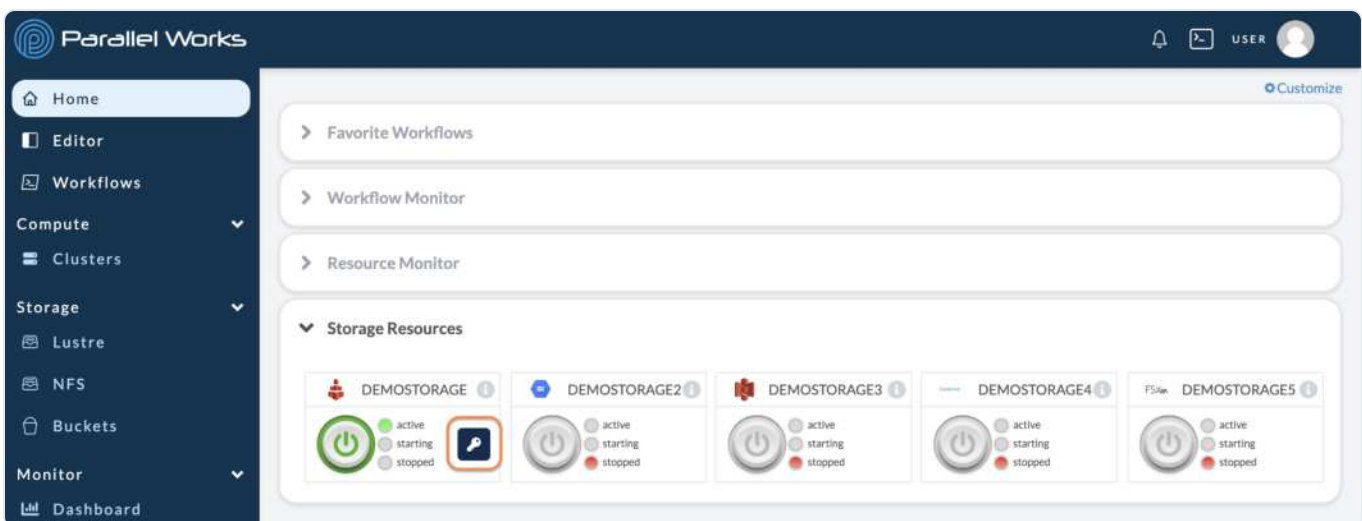 Parallel Works
USER
Customize
Home
Editor
Workflows
Compute
Clusters
Storage
Lustre
NFS
Buckets
Monitor
Dashboard
Favorite Workflows
Workflow Monitor
Resource Monitor
Storage Resources
DEMOSTORAGE
active
starting
stopped
DEMOSTORAGE2
active
starting
stopped
DEMOSTORAGE3
active
starting
stopped
DEMOSTORAGE4
active
starting
stopped
DEMOSTORAGE5
active
starting
stopped